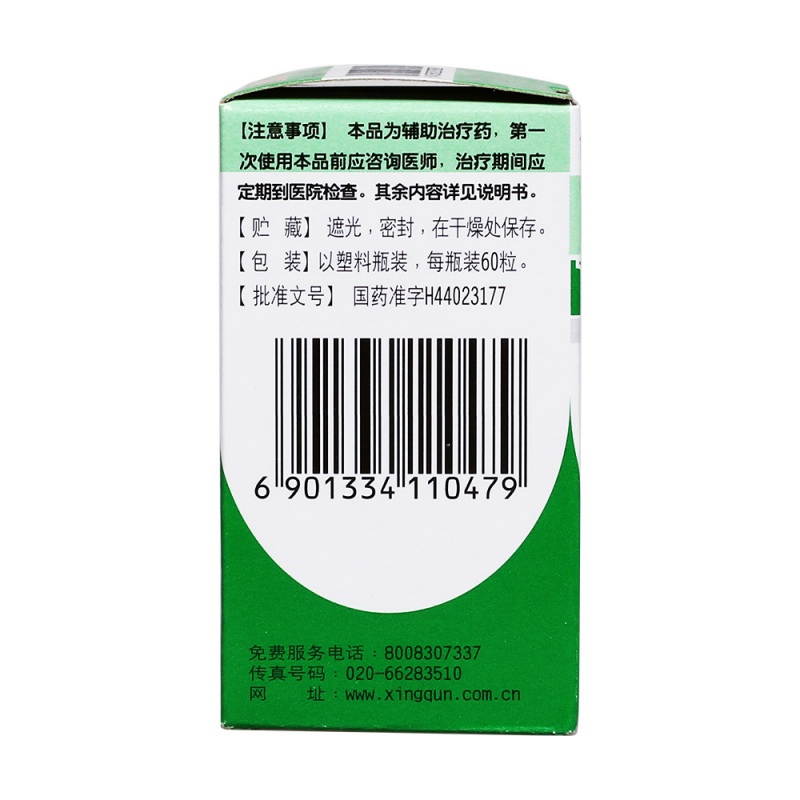 【注意事项】 本品为辅助治疗药，第一
次使用本品前应咨询医师，治疗期间应
定期到医院检查。其余内容详见说明书。
【贮 藏】 遮光，密封，在干燥处保存。
【包 装】以塑料瓶装，每瓶装60粒。
【批准文号】 国药准字H44023177
6 901334 110479
免费服务电话：8008307337
传真号码：020-66283510
网 址：www.xingqun.com.cn